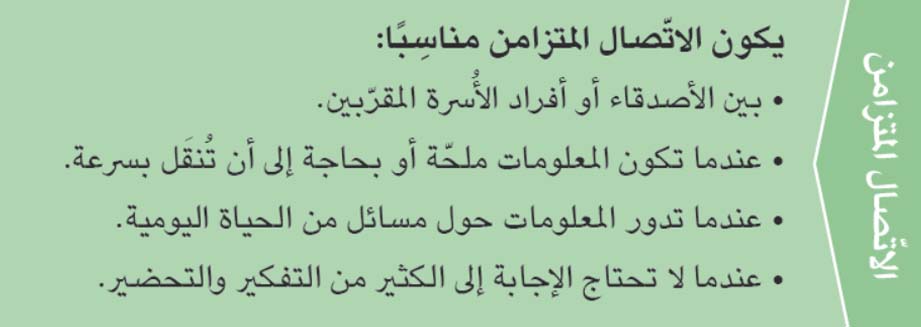 الاتّصال المتزامن
يكون الاتّصال المتزامن مناسِبًا:
• بين الأصدقاء أو أفراد الأُسرة المقرّبين.
• عندما تكون المعلومات ملحّة أو بحاجة إلى أن تُنقَل بسرعة.
• عندما تدور المعلومات حول مسائل من الحياة اليومية.
• عندما لا تحتاج الإجابة إلى الكثير من التفكير والتحضير.